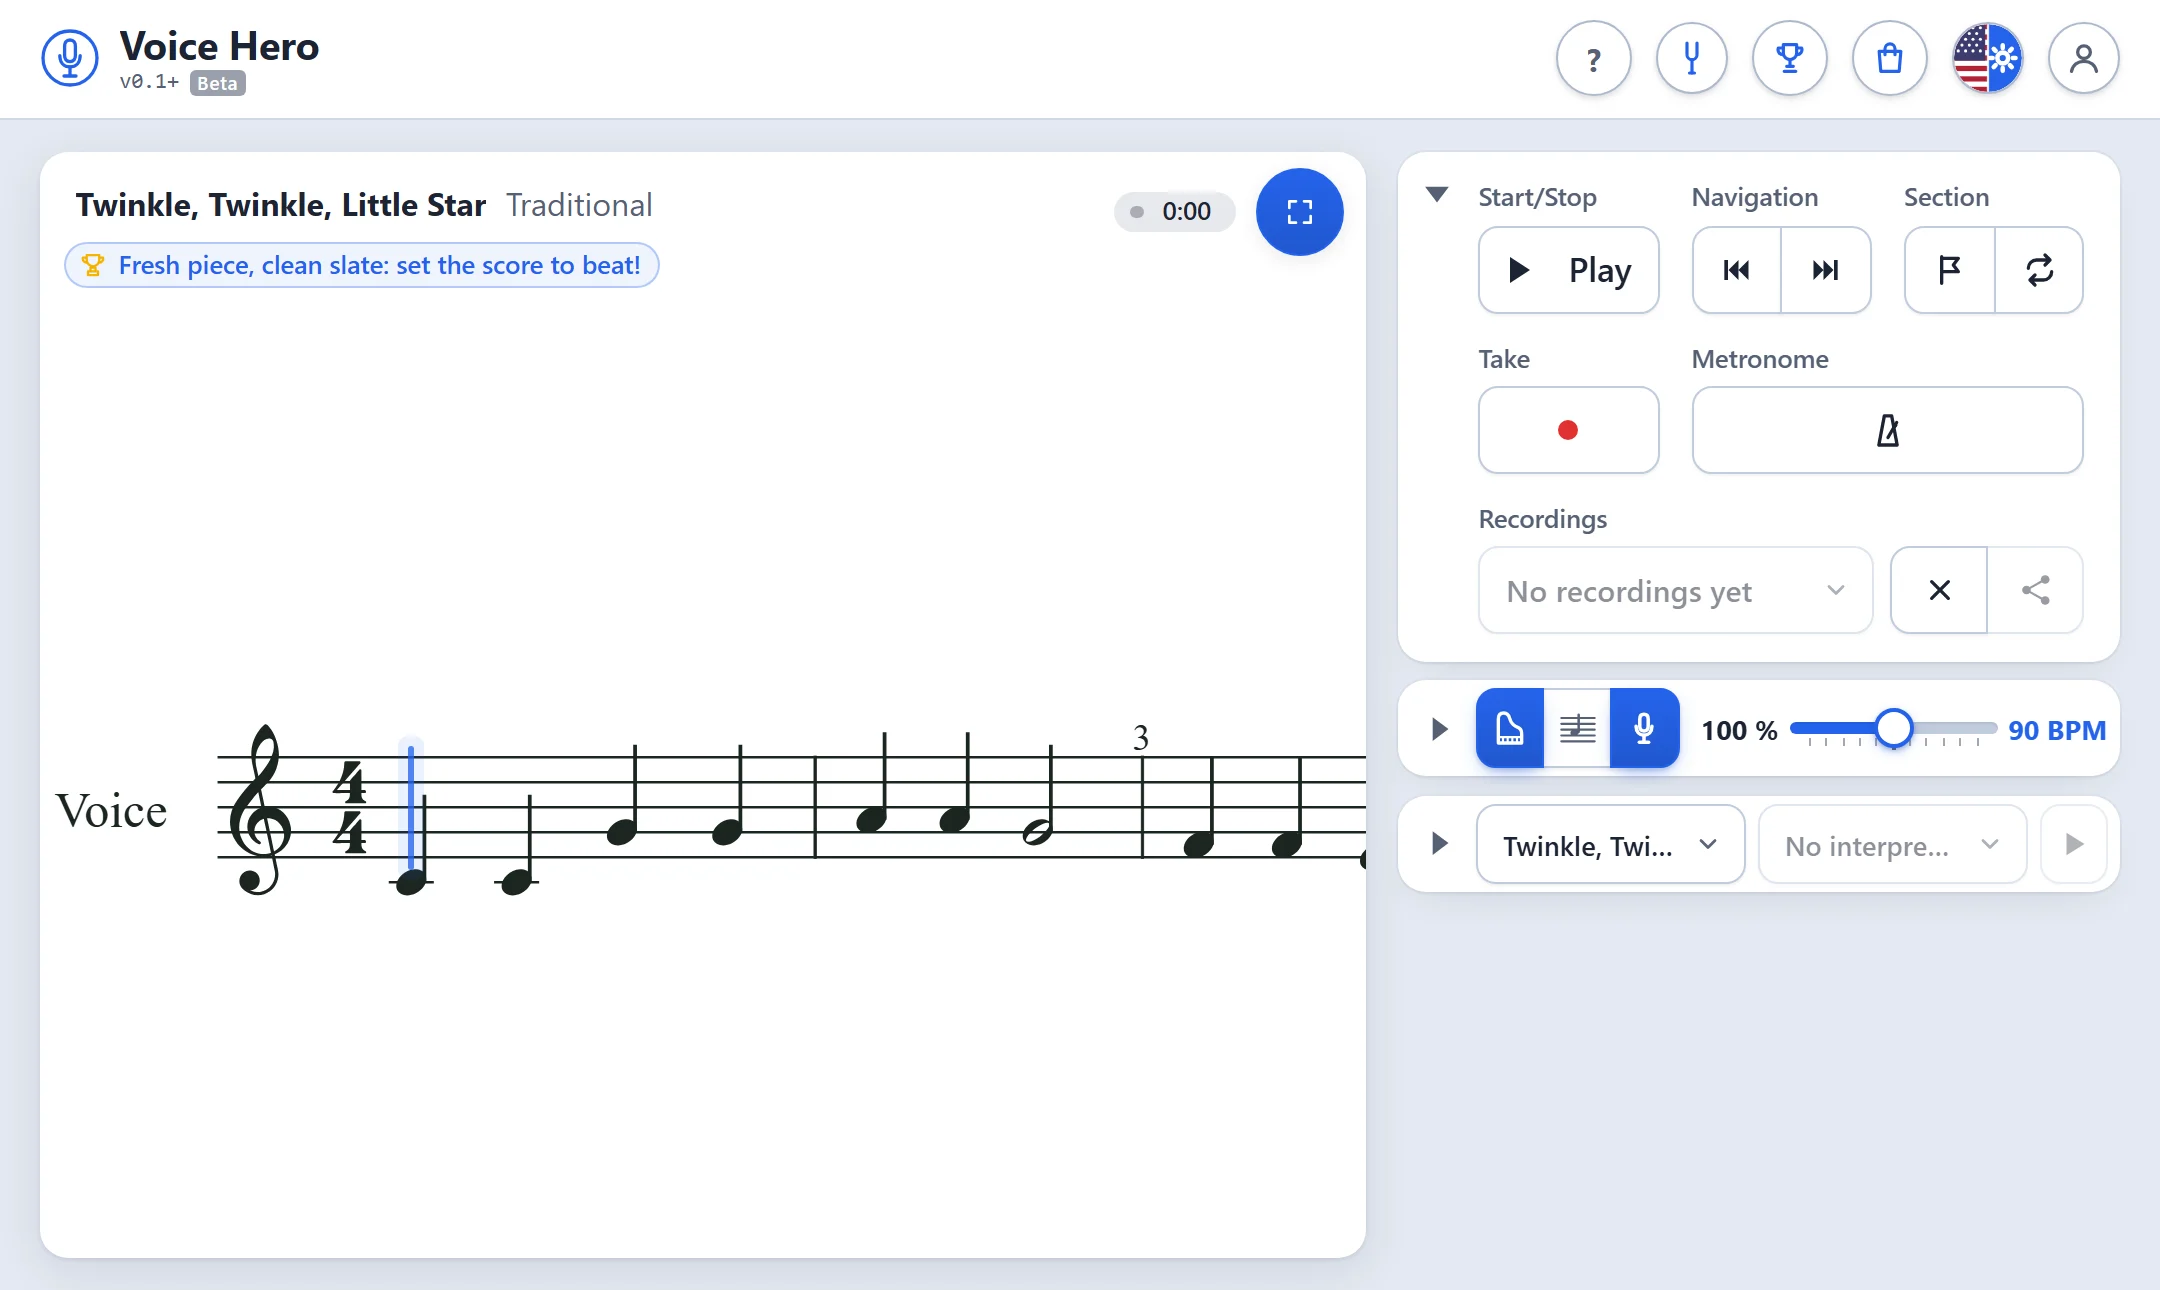 Voice Hero
v0.1+ Beta
?
Twinkle, Twinkle, Little Star Traditional
0:00
Fresh piece, clean slate: set the score to beat!
Voice
4
4
3
Start/Stop Navigation Section
Play
Take Metronome
Recordings
No recordings yet
100 % 90 BPM
Twinkle, Twi... No interpre...